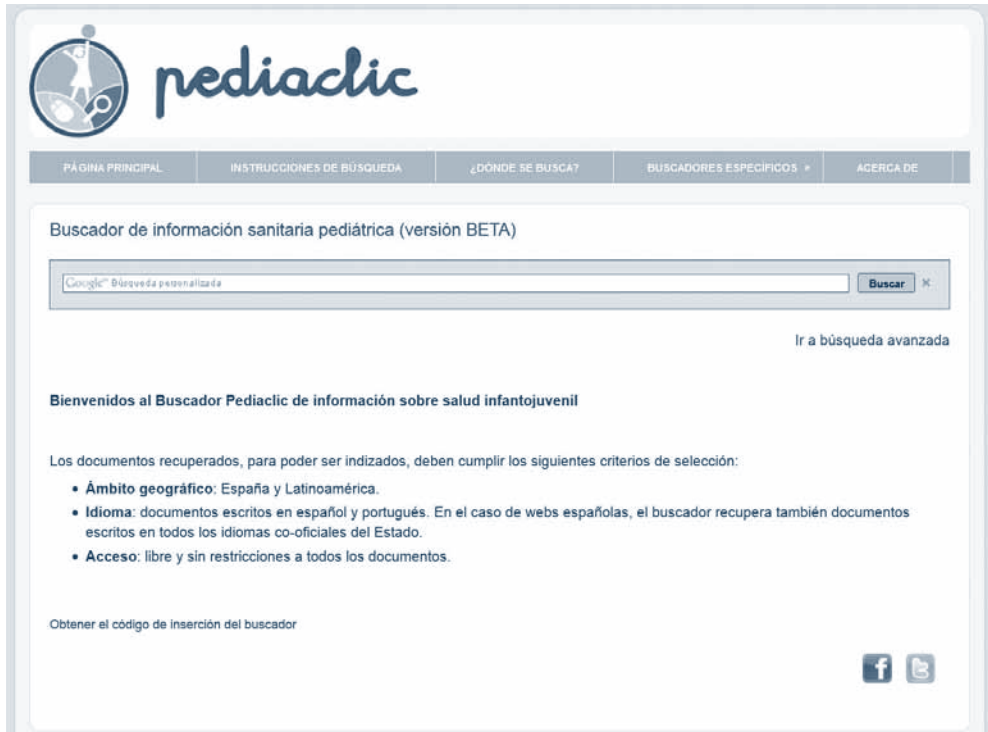 pediaclic
PÁGINA PRINCIPAL INSTRUCCIONES DE BÚSQUEDA ¿DÓNDE SE BUSCA? BUSCADORES ESPECÍFICOS » ACERCA DE
Buscador de información sanitaria pediátrica (versión BETA)
Google™ Búsqueda personalizada Buscar ×
Ir a búsqueda avanzada
Bienvenidos al Buscador Pediaclic de información sobre salud infantojuvenil
Los documentos recuperados, para poder ser indizados, deben cumplir los siguientes criterios de selección:
• Ámbito geográfico: España y Latinoamérica.
• Idioma: documentos escritos en español y portugués. En el caso de webs españolas, el buscador recupera también documentos
escritos en todos los idiomas co-oficiales del Estado.
• Acceso: libre y sin restricciones a todos los documentos.
Obtener el código de inserción del buscador